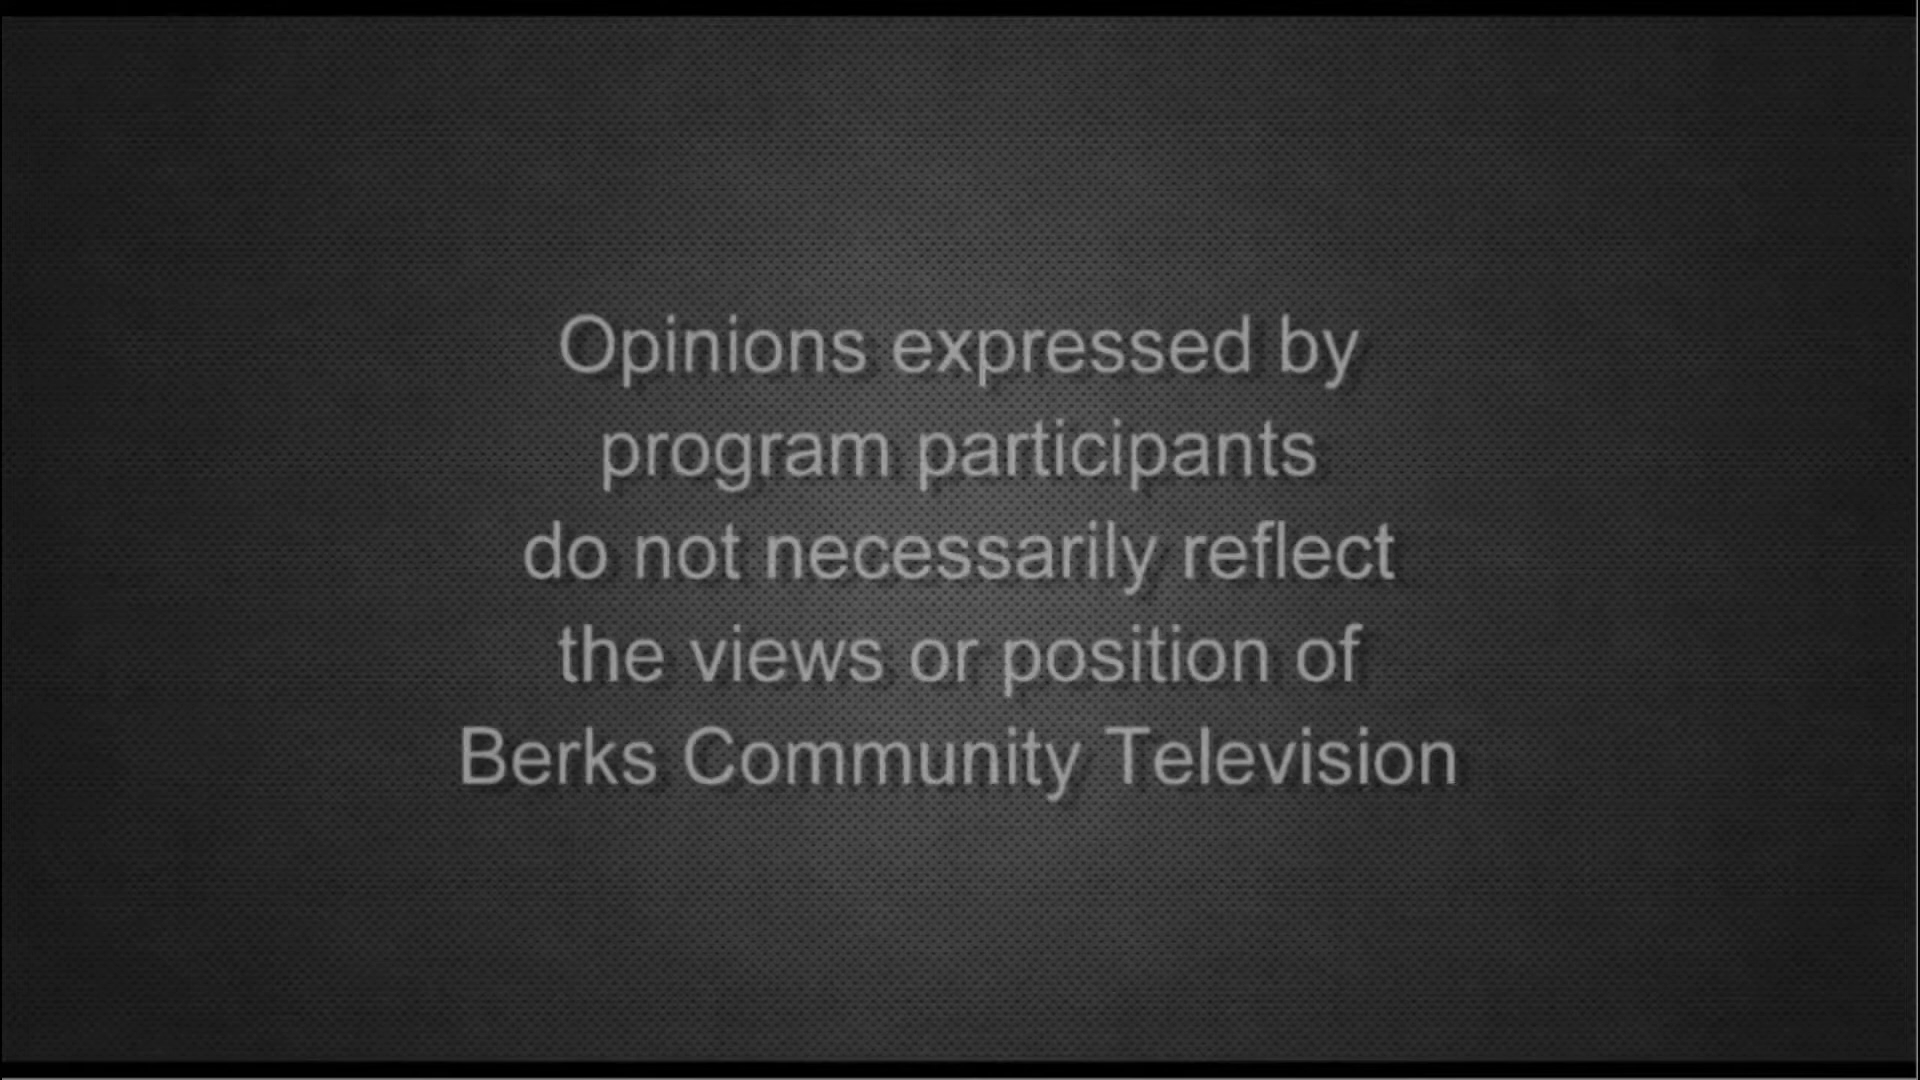 Opinions expressed by
program participants
do not necessarily reflect
the views or position of
Berks Community Television